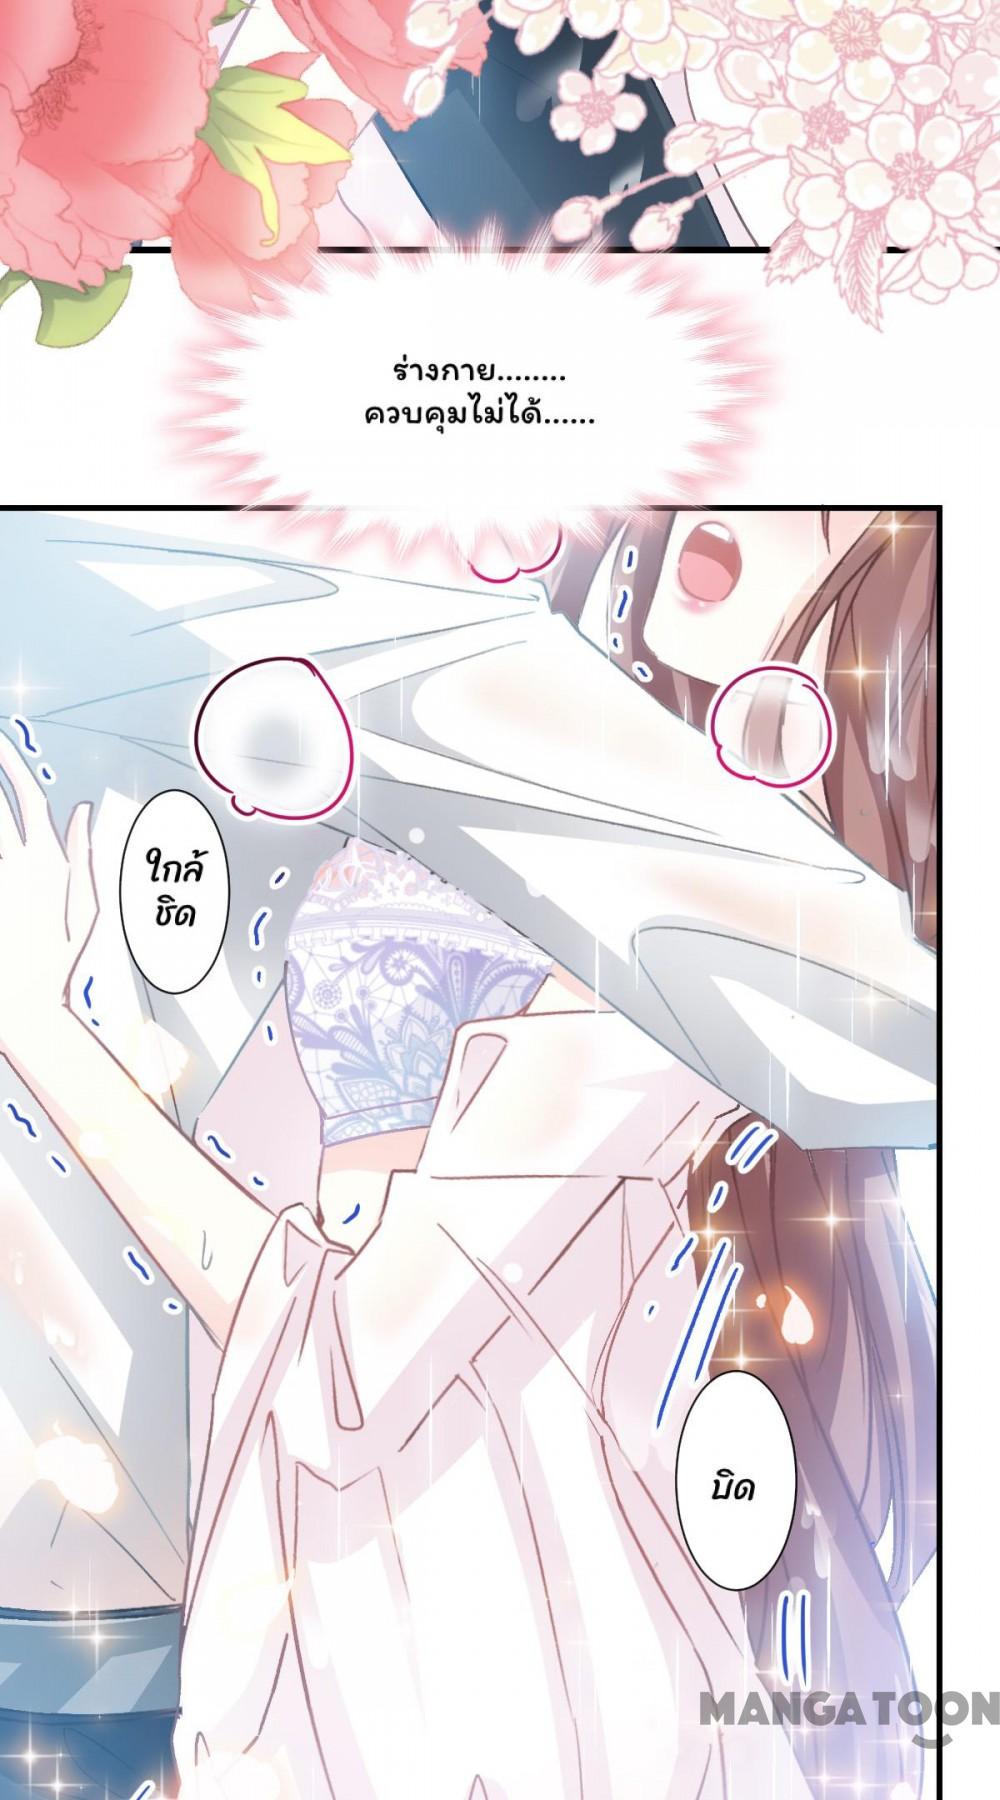 ร่างกาย........
ควบคุมไม่ได้......
ใกล้
ชิด
บิด
MANGATOON